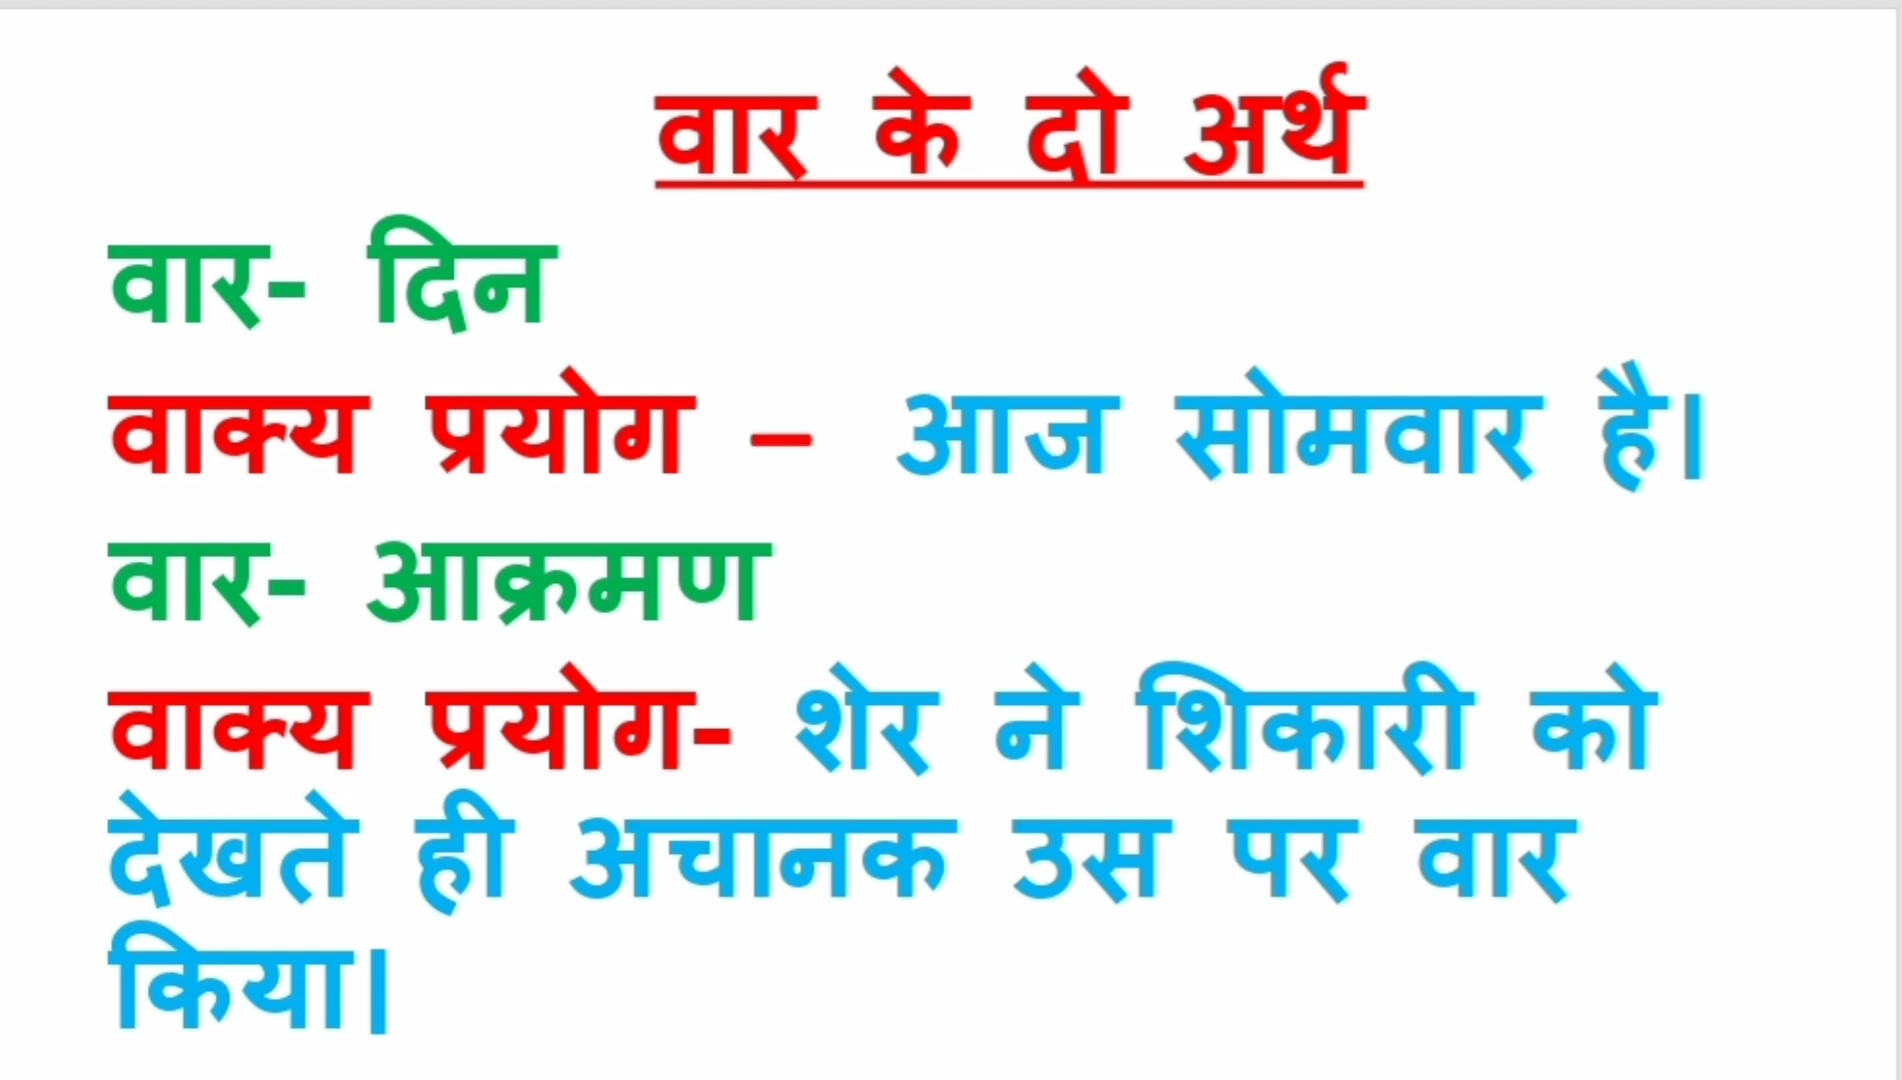 वार के दो अर्थ
वार- दिन
वाक्य प्रयोग – आज सोमवार है।
वार- आक्रमण
वाक्य प्रयोग- शेर ने शिकारी को
देखते ही अचानक उस पर वार
किया।